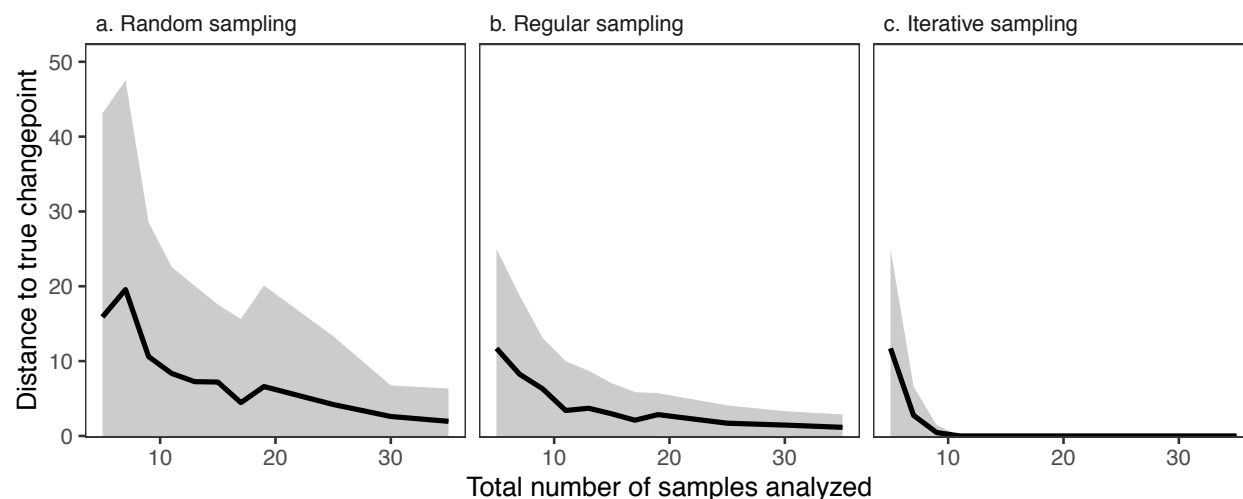 a. Random sampling
b. Regular sampling
c. Iterative sampling
Distance to true changepoint
50
40
30
20
10
0
10 20 30
10 20 30
10 20 30
Total number of samples analyzed